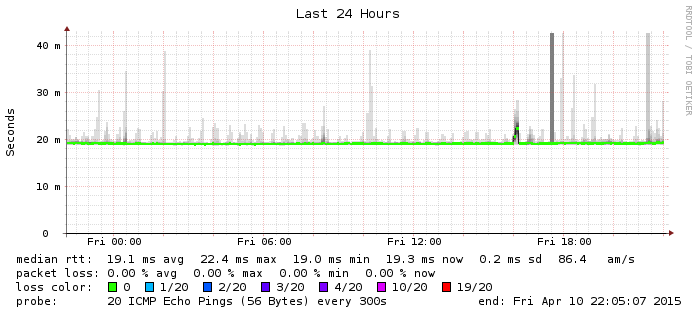 Last 24 Hours
RRDTOOL / TOBI OETIKER
Seconds
40 m
30 m
20 m
10 m
0
Fri 00:00 Fri 06:00 Fri 12:00 Fri 18:00
median rtt: 19.1 ms avg 22.4 ms max 19.0 ms min 19.3 ms now 0.2 ms sd 86.4 am/s
packet loss: 0.00 % avg 0.00 % max 0.00 % min 0.00 % now
loss color: 0 1/20 2/20 3/20 4/20 10/20 19/20
probe: 20 ICMP Echo Pings (56 Bytes) every 300s end: Fri Apr 10 22:05:07 2015